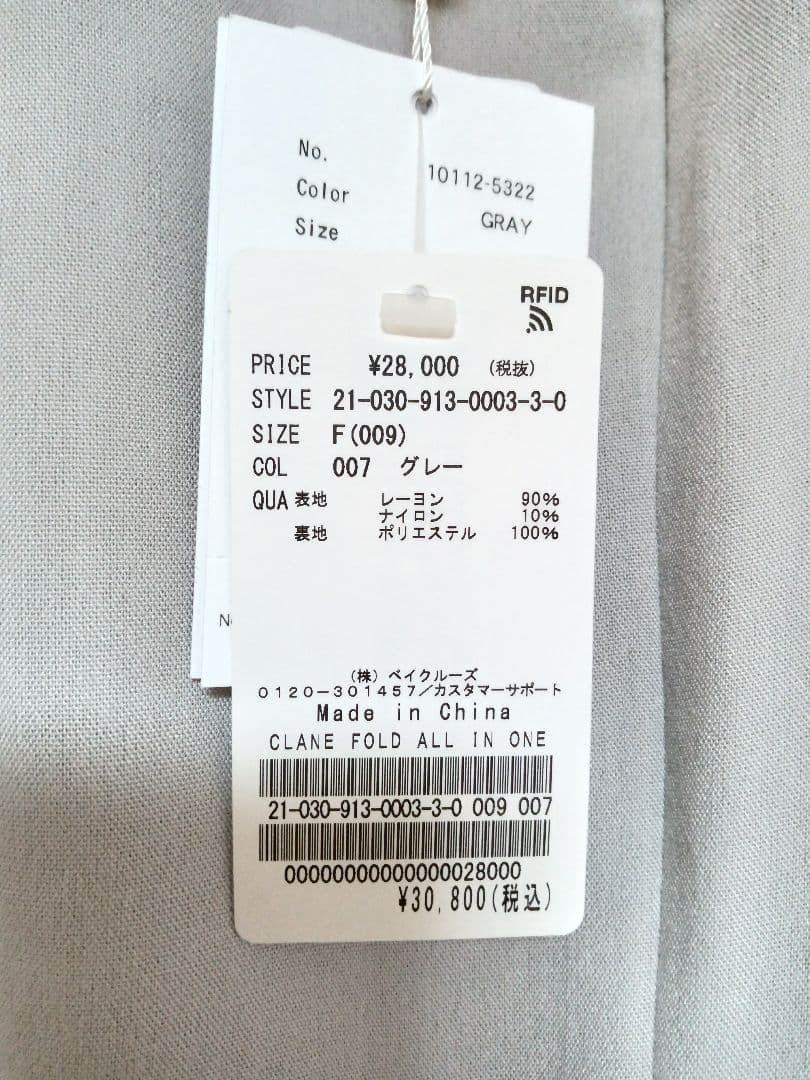 No. 10112-5322
Color GRAY
Size
RFID
PRICE ¥28,000 (税抜)
STYLE 21-030-913-0003-3-0
SIZE F(009)
COL 007 グレー
QUA 表地 レーヨン 90%
ナイロン 10%
裏地 ポリエステル 100%
(株) ベイクルーズ
0120-301457/カスタマーサポート
Made in China
CLANE FOLD ALL IN ONE
21-030-913-0003-3-0 009 007
00000000000000028000
¥30,800(税込)